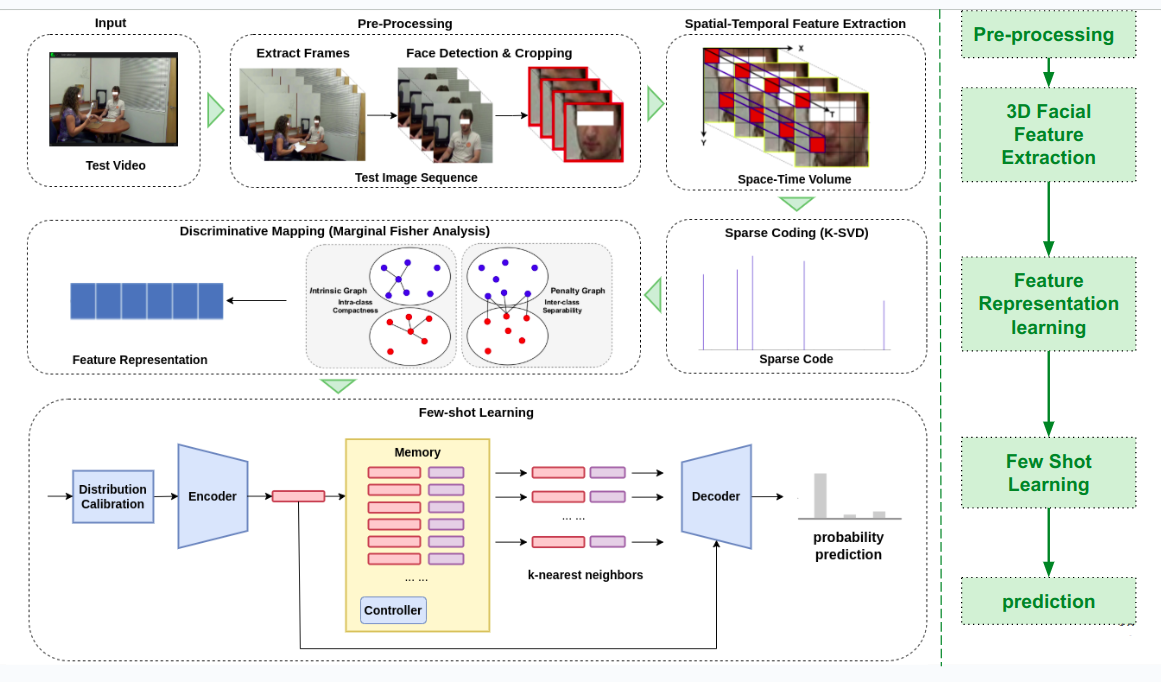 Input
Pre-Processing
Spatial-Temporal Feature Extraction
Extract Frames
Face Detection & Cropping
X
T
Y
Test Video
Test Image Sequence
Space-Time Volume
Discriminative Mapping (Marginal Fisher Analysis)
Sparse Coding (K-SVD)
Intrinsic Graph
Intra-class
Compactness
Penalty Graph
Inter-class
Separability
Feature Representation
Sparse Code
Few-shot Learning
Distribution
Calibration
Encoder
Memory
... ...
Controller
... ...
k-nearest neighbors
Decoder
probability
prediction
Pre-processing
3D Facial
Feature
Extraction
Feature
Representation
learning
Few Shot
Learning
prediction